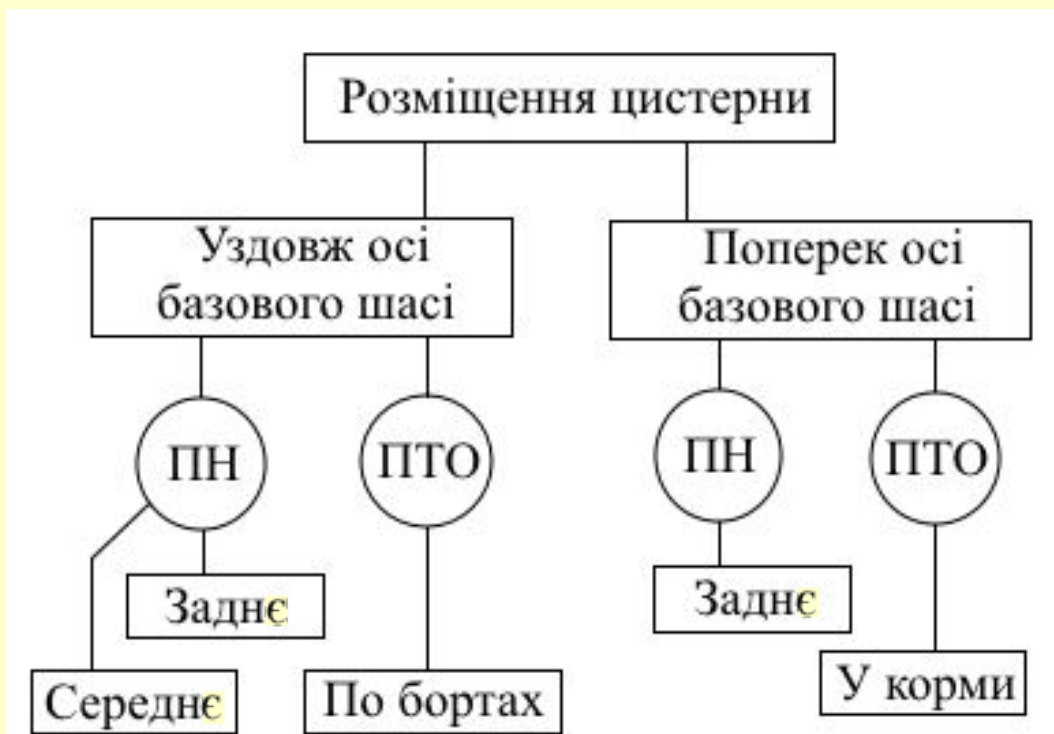 Розміщення цистерни
Уздовж осі
базового шасі
Поперек осі
базового шасі
ПН
ПТО
ПН
ПТО
Заднє
Заднє
Середнє
По бортах
У корми